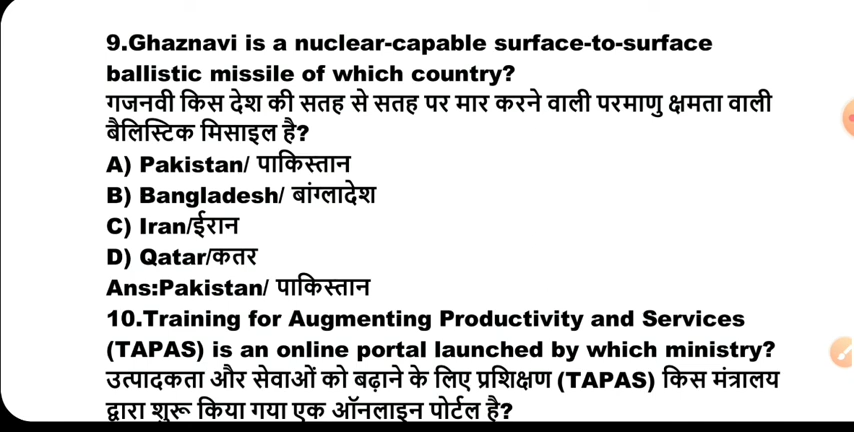 9.Ghaznavi is a nuclear-capable surface-to-surface
ballistic missile of which country?
गजनवी किस देश की सतह से सतह पर मार करने वाली परमाणु क्षमता वाली
बैलिस्टिक मिसाइल है?
A) Pakistan/ पाकिस्तान
B) Bangladesh/ बांग्लादेश
C) Iran/ईरान
D) Qatar/कतर
Ans:Pakistan/ पाकिस्तान
10.Training for Augmenting Productivity and Services
(TAPAS) is an online portal launched by which ministry?
उत्पादकता और सेवाओं को बढ़ाने के लिए प्रशिक्षण (TAPAS) किस मंत्रालय
द्वारा शुरू किया गया एक ऑनलाइन पोर्टल है?